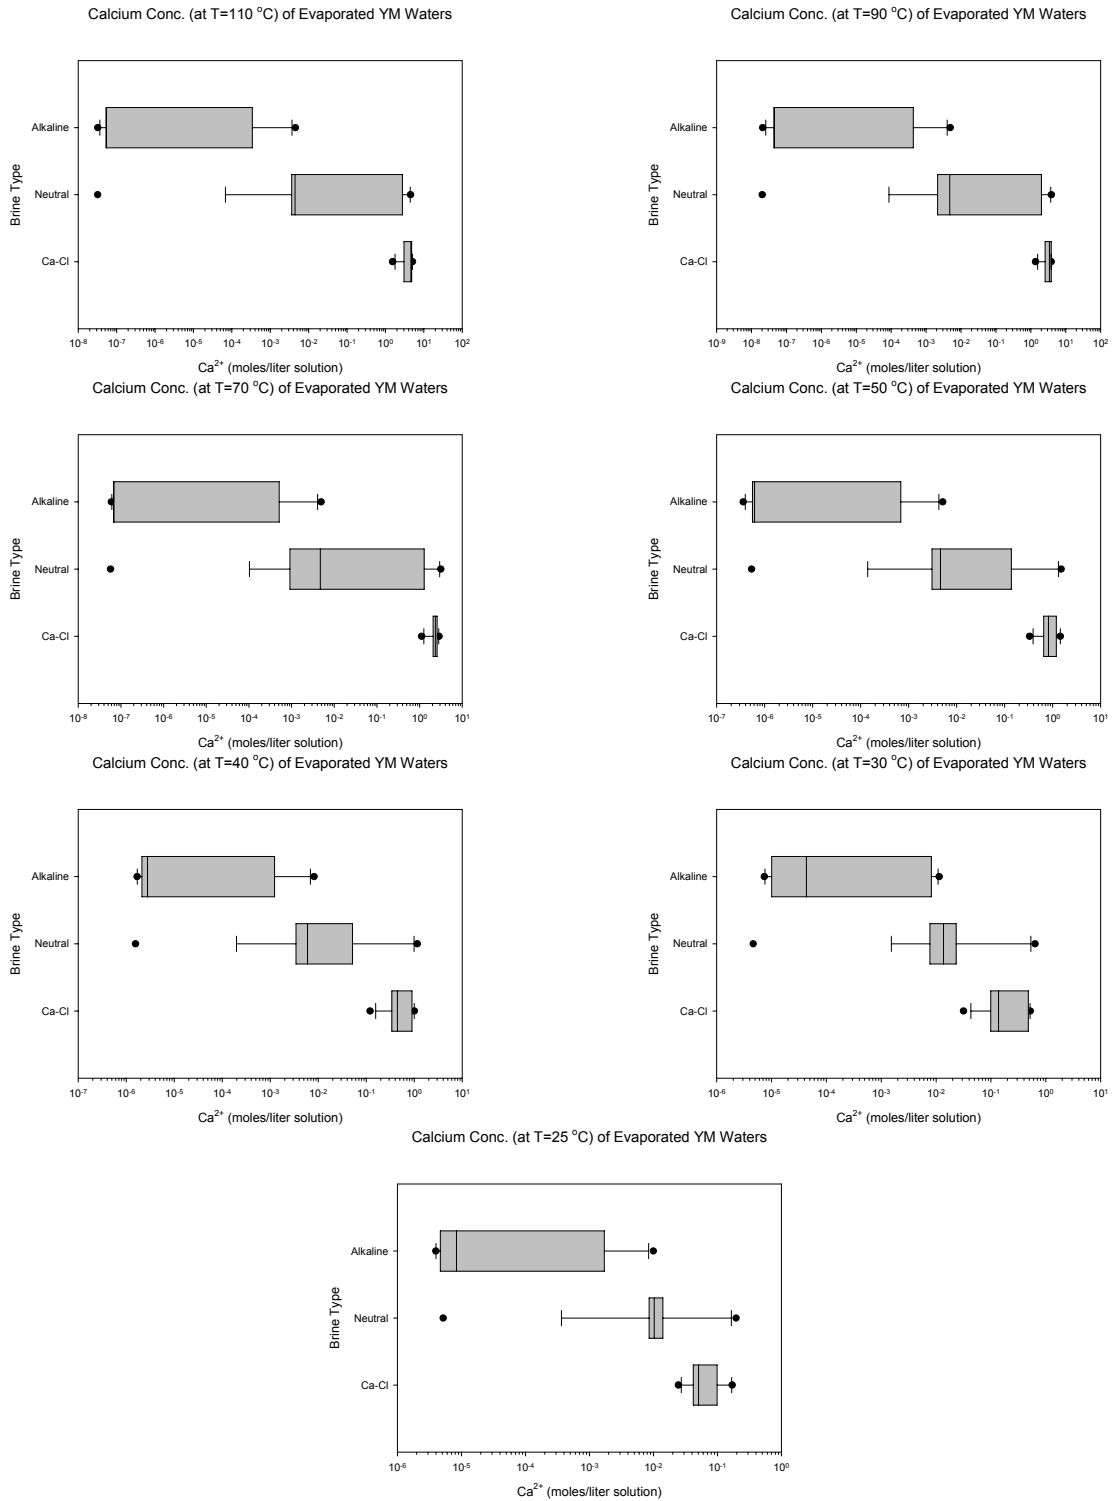 Calcium Conc. (at T=110 °C) of Evaporated YM Waters
Brine Type
Alkaline
Neutral
Ca-Cl
10⁻⁸ 10⁻⁷ 10⁻⁶ 10⁻⁵ 10⁻⁴ 10⁻³ 10⁻² 10⁻¹ 10⁰ 10¹ 10²
Ca²⁺ (moles/liter solution)
Calcium Conc. (at T=90 °C) of Evaporated YM Waters
Brine Type
Alkaline
Neutral
Ca-Cl
10⁻⁹ 10⁻⁸ 10⁻⁷ 10⁻⁶ 10⁻⁵ 10⁻⁴ 10⁻³ 10⁻² 10⁻¹ 10⁰ 10¹ 10²
Ca²⁺ (moles/liter solution)
Calcium Conc. (at T=70 °C) of Evaporated YM Waters
Brine Type
Alkaline
Neutral
Ca-Cl
10⁻⁸ 10⁻⁷ 10⁻⁶ 10⁻⁵ 10⁻⁴ 10⁻³ 10⁻² 10⁻¹ 10⁰ 10¹
Ca²⁺ (moles/liter solution)
Calcium Conc. (at T=50 °C) of Evaporated YM Waters
Brine Type
Alkaline
Neutral
Ca-Cl
10⁻⁷ 10⁻⁶ 10⁻⁵ 10⁻⁴ 10⁻³ 10⁻² 10⁻¹ 10⁰ 10¹
Ca²⁺ (moles/liter solution)
Calcium Conc. (at T=40 °C) of Evaporated YM Waters
Brine Type
Alkaline
Neutral
Ca-Cl
10⁻⁷ 10⁻⁶ 10⁻⁵ 10⁻⁴ 10⁻³ 10⁻² 10⁻¹ 10⁰ 10¹
Ca²⁺ (moles/liter solution)
Calcium Conc. (at T=30 °C) of Evaporated YM Waters
Brine Type
Alkaline
Neutral
Ca-Cl
10⁻⁶ 10⁻⁵ 10⁻⁴ 10⁻³ 10⁻² 10⁻¹ 10⁰ 10¹
Ca²⁺ (moles/liter solution)
Calcium Conc. (at T=25 °C) of Evaporated YM Waters
Brine Type
Alkaline
Neutral
Ca-Cl
10⁻⁶ 10⁻⁵ 10⁻⁴ 10⁻³ 10⁻² 10⁻¹ 10⁰
Ca²⁺ (moles/liter solution)